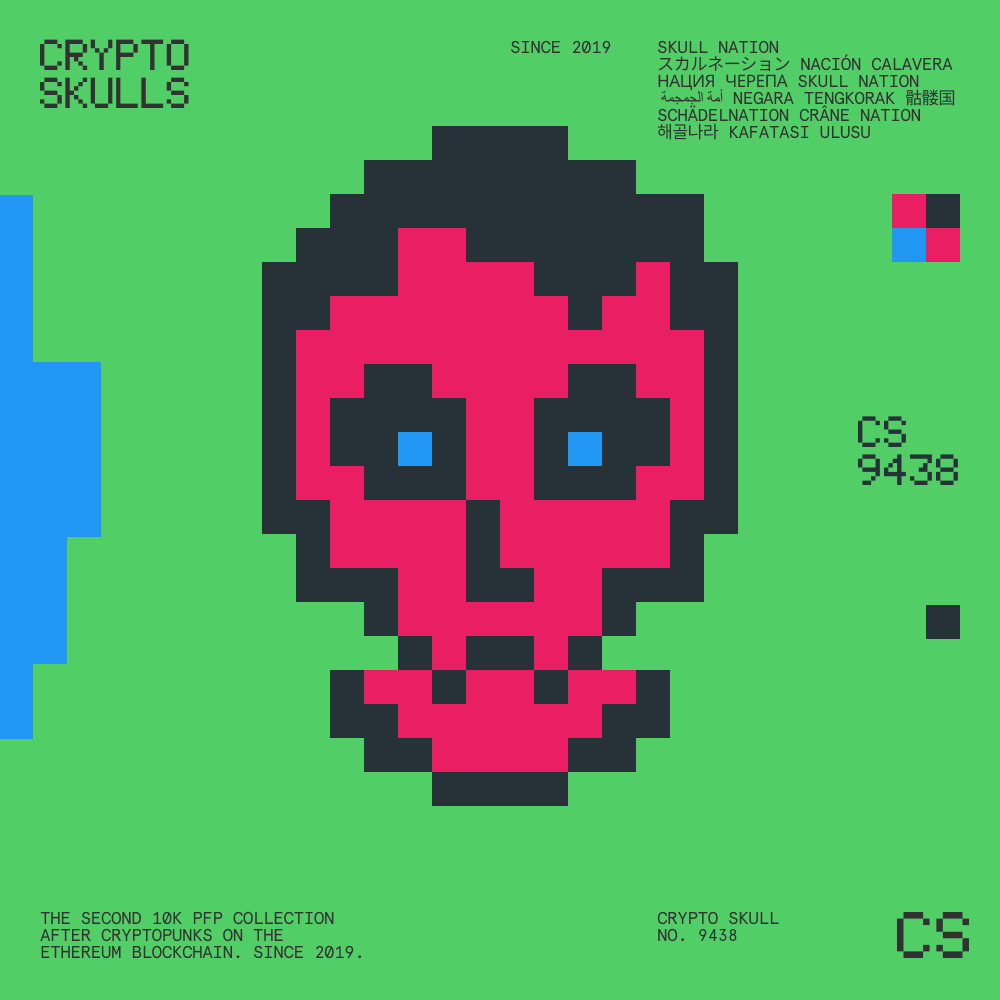 CRYPTO
SKULLS
SINCE 2019
SKULL NATION
スカルネーション NACIÓN CALAVERA
НАЦИЯ ЧЕРЕПА SKULL NATION
أمة الجمجمة NEGARA TENGKORAK 骷髅国
SCHÄDELNATION CRÂNE NATION
해골나라 KAFATASI ULUSU
CS
9438
THE SECOND 10K PFP COLLECTION
AFTER CRYPTOPUNKS ON THE
ETHEREUM BLOCKCHAIN. SINCE 2019.
CRYPTO SKULL
NO. 9438
CS